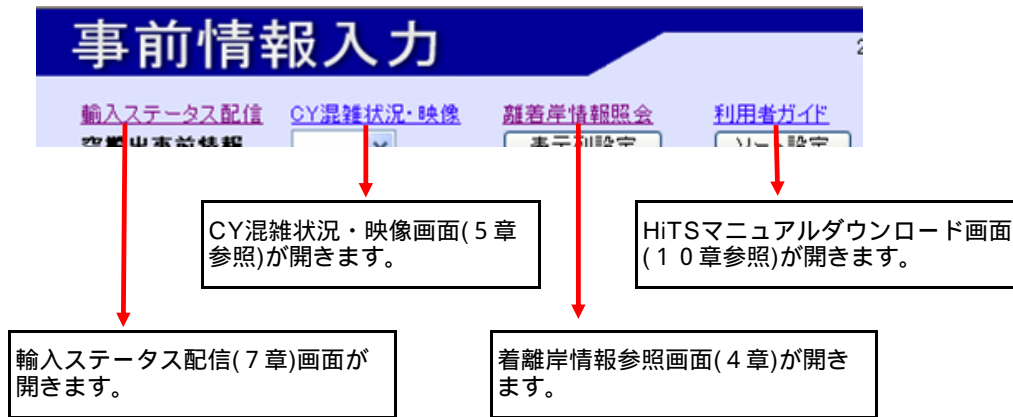 事前情報入力
輸入ステータス配信 CY混雑状況・映像 離着岸情報照会 利用者ガイド
CY混雑状況・映像画面(５章
参照)が開きます。
HiTSマニュアルダウンロード画面
(１０章参照)が開きます。
輸入ステータス配信(７章)画面が
開きます。
着離岸情報参照画面(４章)が開き
ます。